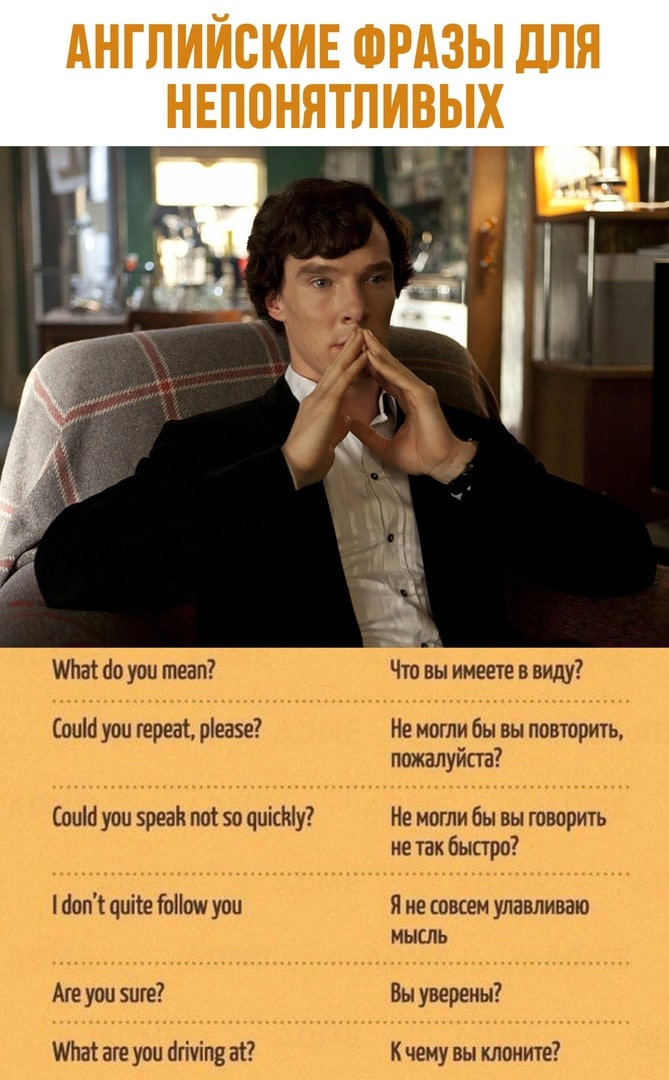 АНГЛИЙСКИЕ ФРАЗЫ ДЛЯ
НЕПОНЯТЛИВЫХ
What do you mean?
Что вы имеете в виду?
Could you repeat, please?
Не могли бы вы повторить,
пожалуйста?
Could you speak not so quickly?
Не могли бы вы говорить
не так быстро?
I don't quite follow you
Я не совсем улавливаю
мысль
Are you sure?
Вы уверены?
What are you driving at?
К чему вы клоните?